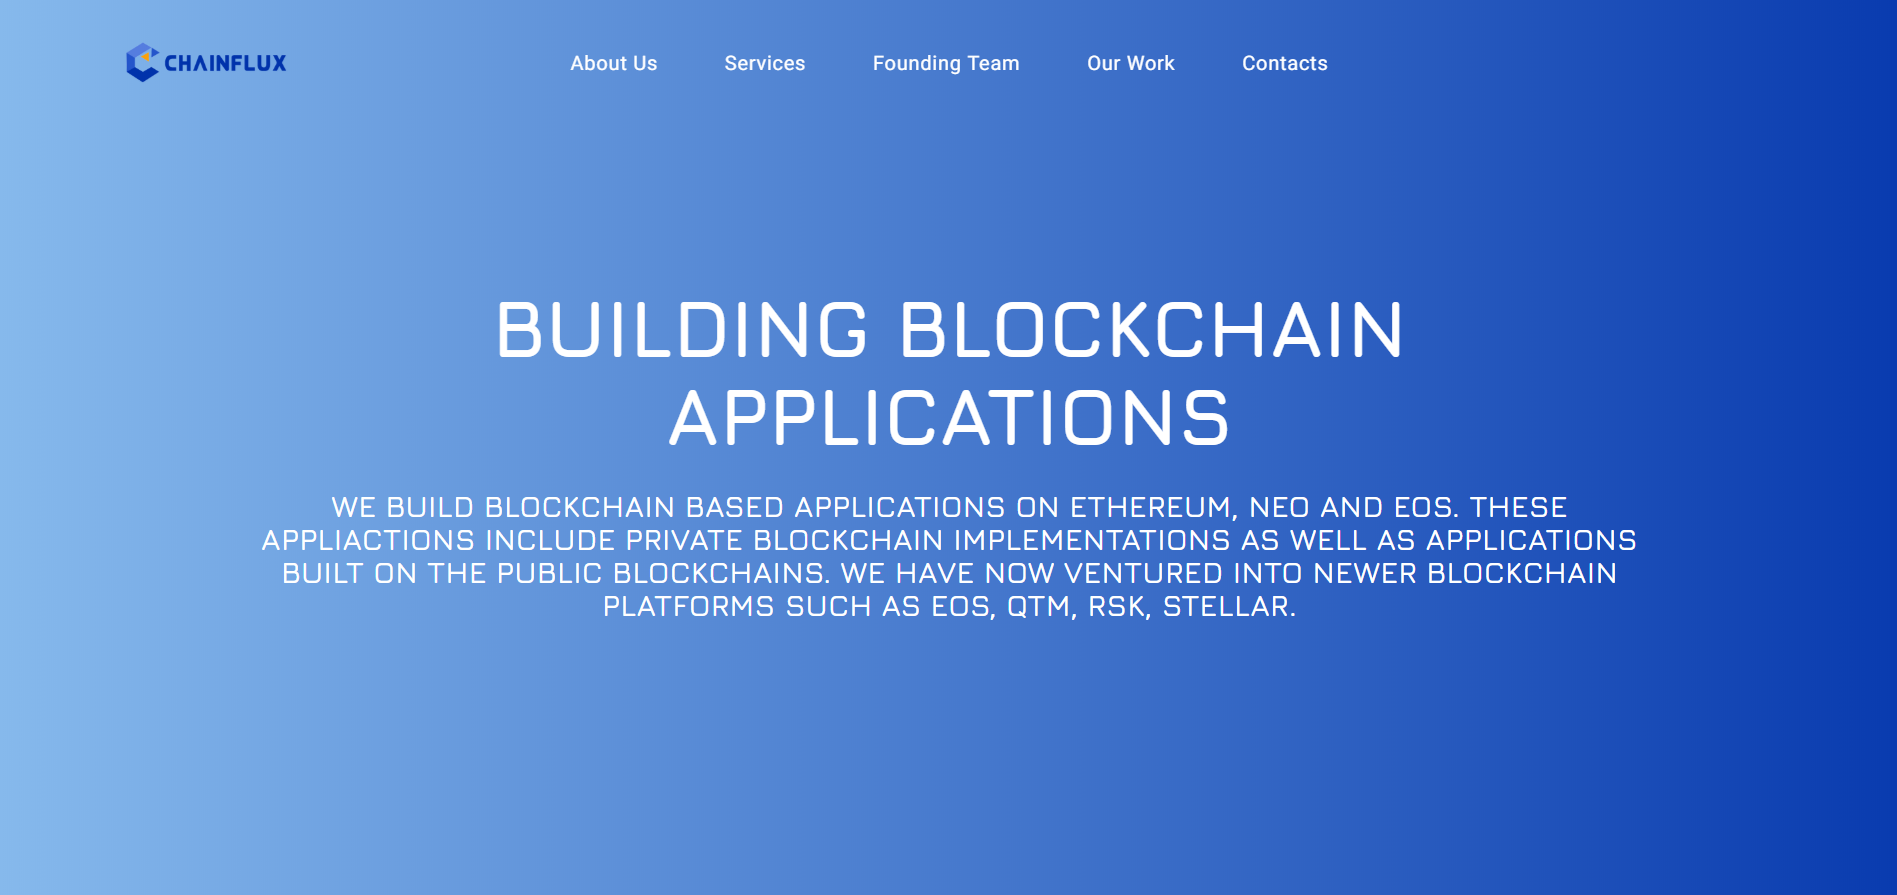 CHAINFLUX
About Us
Services
Founding Team
Our Work
Contacts
BUILDING BLOCKCHAIN
APPLICATIONS
WE BUILD BLOCKCHAIN BASED APPLICATIONS ON ETHEREUM, NEO AND EOS. THESE
APPLIACTIONS INCLUDE PRIVATE BLOCKCHAIN IMPLEMENTATIONS AS WELL AS APPLICATIONS
BUILT ON THE PUBLIC BLOCKCHAINS. WE HAVE NOW VENTURED INTO NEWER BLOCKCHAIN
PLATFORMS SUCH AS EOS, QTM, RSK, STELLAR.